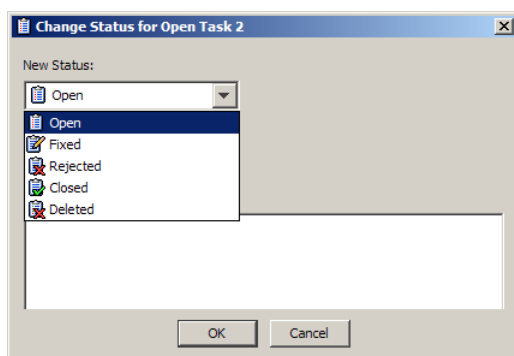 Change Status for Open Task 2
New Status:
Open
Open
Fixed
Rejected
Closed
Deleted
OK Cancel